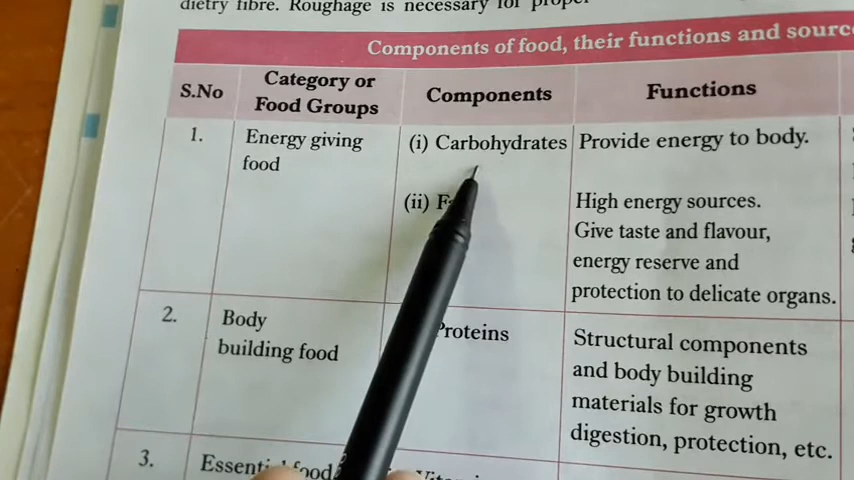 dietry fibre. Roughage is necessary for proper
Components of food, their functions and
S.No
Category or
Food Groups
Components
Functions
1.
Energy giving
food
(i) Carbohydrates
Provide energy to body.
(ii)
High energy sources.
Give taste and flavour,
energy reserve and
protection to delicate organs.
2.
Body
building food
Proteins
Structural components
and body building
materials for growth
digestion, protection, etc.
3.
food